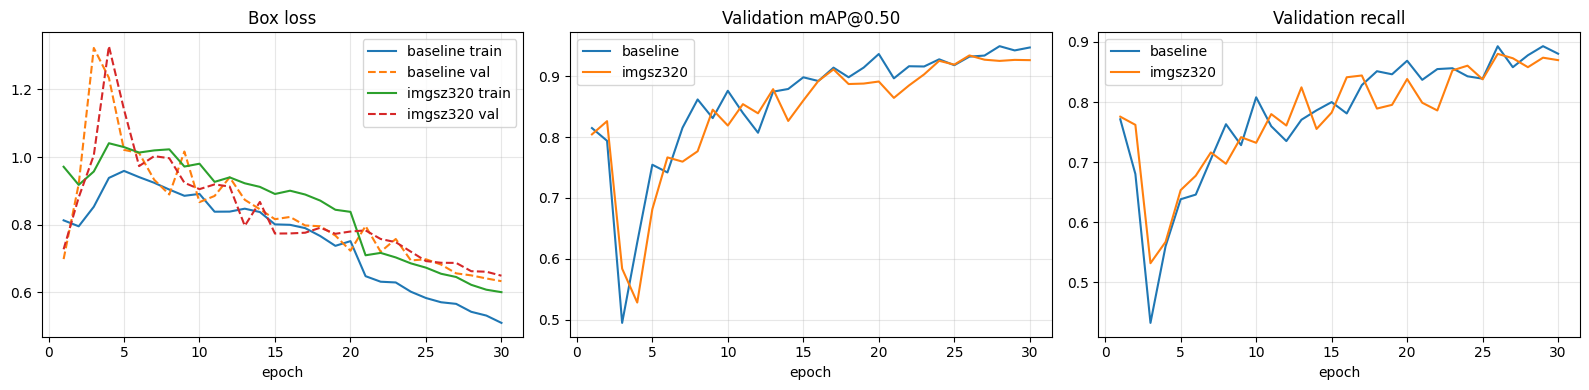 Box loss
baseline train
baseline val
imgsz320 train
imgsz320 val
1.2
1.0
0.8
0.6
0 5 10 15 20 25 30
epoch
Validation mAP@0.50
baseline
imgsz320
0.9
0.8
0.7
0.6
0.5
0 5 10 15 20 25 30
epoch
Validation recall
baseline
imgsz320
0.9
0.8
0.7
0.6
0.5
0 5 10 15 20 25 30
epoch